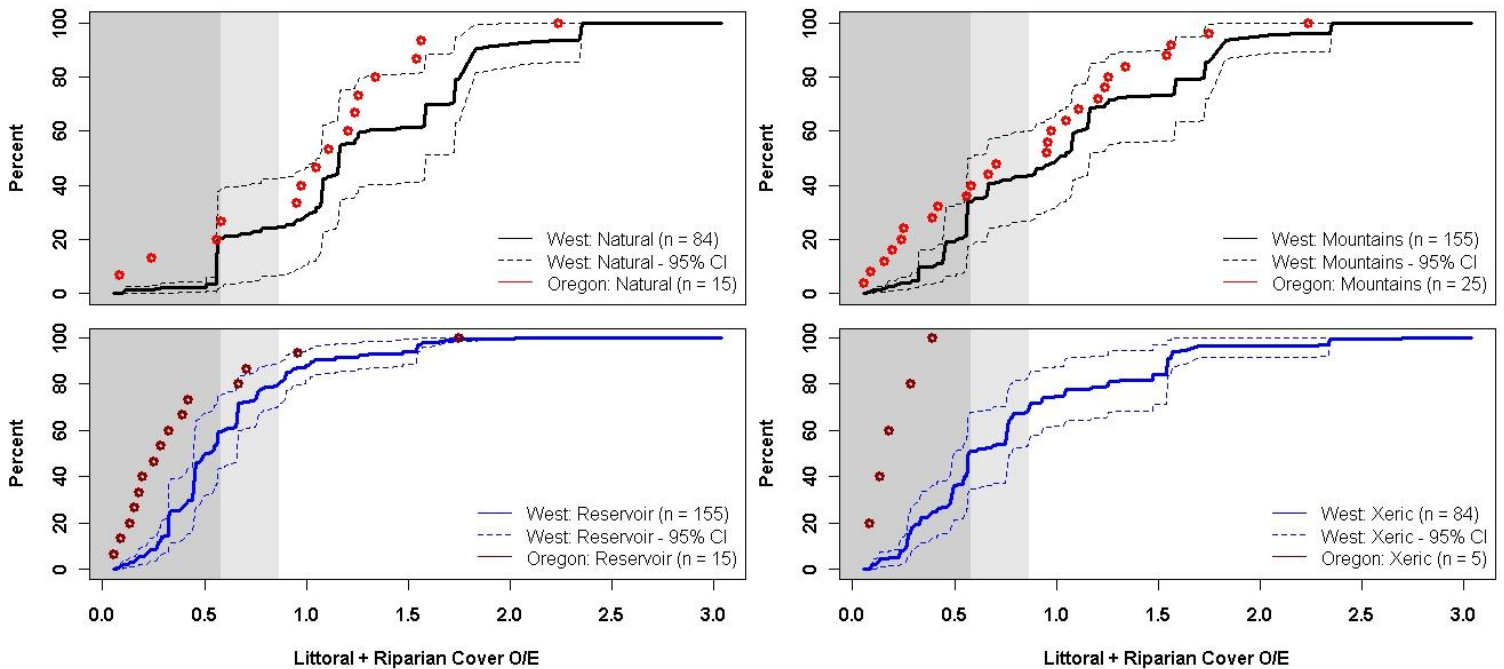 Percent
100
80
60
40
20
0
West: Natural (n = 84)
West: Natural - 95% CI
Oregon: Natural (n = 15)
Percent
100
80
60
40
20
0
West: Mountains (n = 155)
West: Mountains - 95% CI
Oregon: Mountains (n = 25)
Percent
100
80
60
40
20
0
West: Reservoir (n = 155)
West: Reservoir - 95% CI
Oregon: Reservoir (n = 15)
0.0 0.5 1.0 1.5 2.0 2.5 3.0
Littoral + Riparian Cover O/E
Percent
100
80
60
40
20
0
West: Xeric (n = 84)
West: Xeric - 95% CI
Oregon: Xeric (n = 5)
0.0 0.5 1.0 1.5 2.0 2.5 3.0
Littoral + Riparian Cover O/E